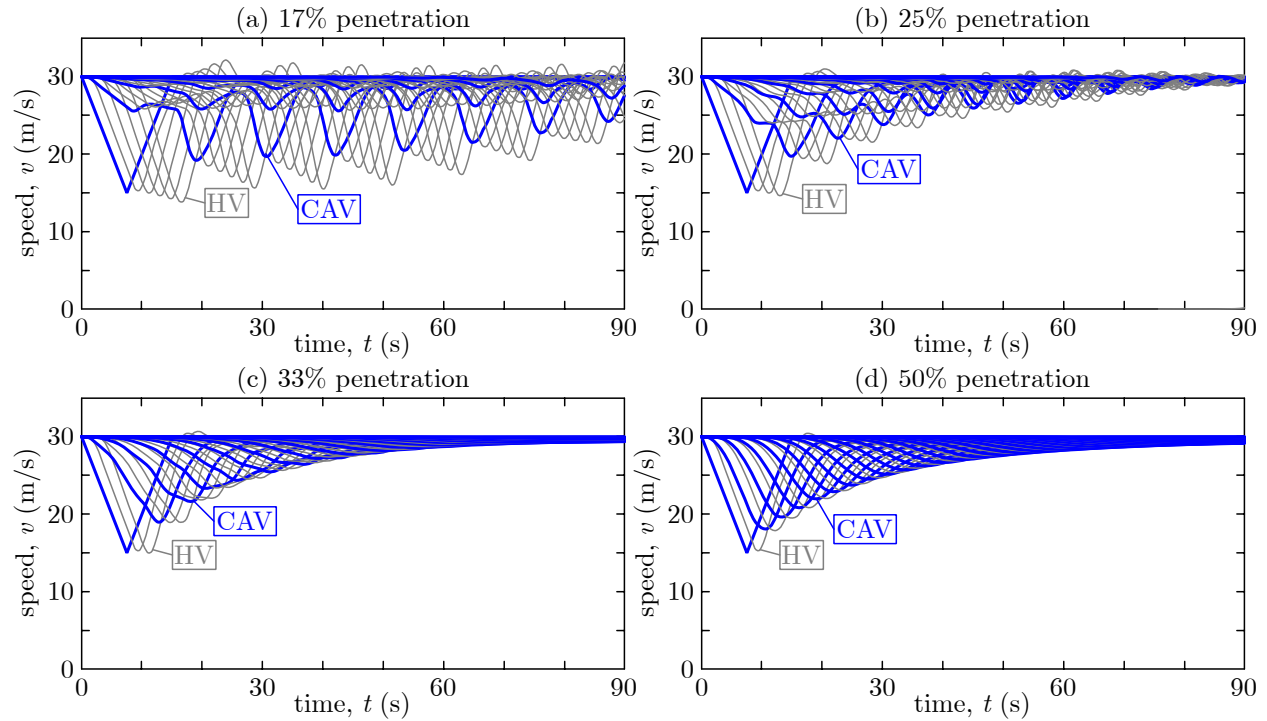 (a) 17% penetration
speed, v (m/s)
30
20
10
0
HV
CAV
0 30 60 90
time, t (s)
(b) 25% penetration
speed, v (m/s)
30
20
10
0
CAV
HV
0 30 60 90
time, t (s)
(c) 33% penetration
speed, v (m/s)
30
20
10
0
CAV
HV
0 30 60 90
time, t (s)
(d) 50% penetration
speed, v (m/s)
30
20
10
0
CAV
HV
0 30 60 90
time, t (s)